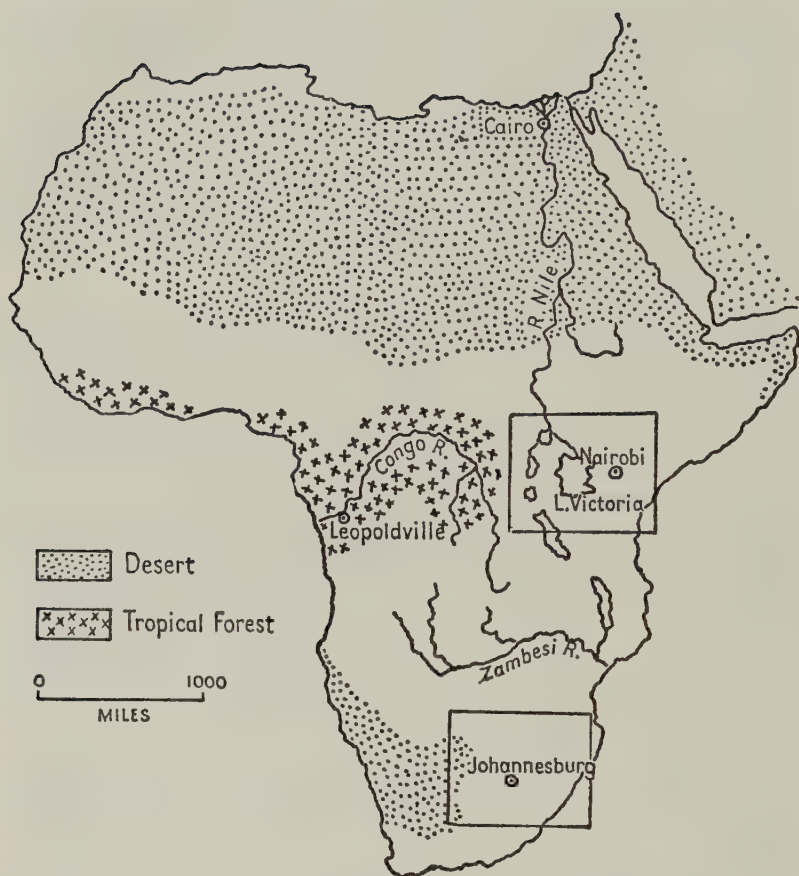 Cairo
R. Nile
Congo R.
Nairobi
L. Victoria
Leopoldville
Desert
Tropical Forest
Zambesi R.
0 1000
MILES
Johannesburg